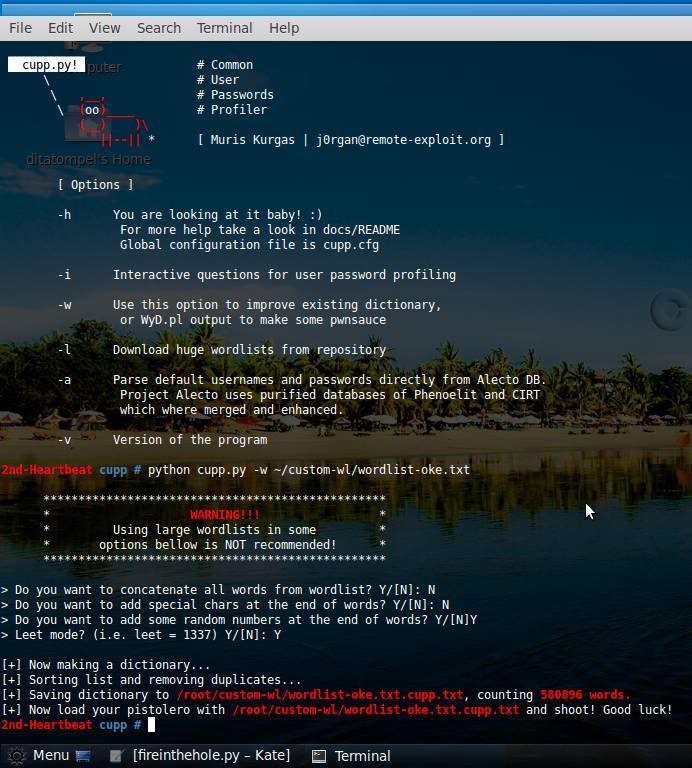 File Edit View Search Terminal Help
cupp.py! # Common
\ # User
\ ,__, # Passwords
\ (oo)____ # Profiler
(__) )\
||--|| * [ Muris Kurgas | j0rgan@remote-exploit.org ]
ditatompel's Home
[ Options ]
-h You are looking at it baby! :)
For more help take a look in docs/README
Global configuration file is cupp.cfg
-i Interactive questions for user password profiling
-w Use this option to improve existing dictionary,
or WyD.pl output to make some pwnsauce
-l Download huge wordlists from repository
-a Parse default usernames and passwords directly from Alecto DB.
Project Alecto uses purified databases of Phenoelit and CIRT
which where merged and enhanced.
-v Version of the program
2nd-Heartbeat cupp # python cupp.py -w ~/custom-wl/wordlist-oke.txt
*************************************************
* WARNING!!! *
* Using large wordlists in some *
* options bellow is NOT recommended! *
*************************************************
> Do you want to concatenate all words from wordlist? Y/[N]: N
> Do you want to add special chars at the end of words? Y/[N]: N
> Do you want to add some random numbers at the end of words? Y/[N]Y
> Leet mode? (i.e. leet = 1337) Y/[N]: Y
[+] Now making a dictionary...
[+] Sorting list and removing duplicates...
[+] Saving dictionary to /root/custom-wl/wordlist-oke.txt.cupp.txt, counting 580896 words.
[+] Now load your pistolero with /root/custom-wl/wordlist-oke.txt.cupp.txt and shoot! Good luck!
2nd-Heartbeat cupp #
Menu [fireinthehole.py – Kate] Terminal